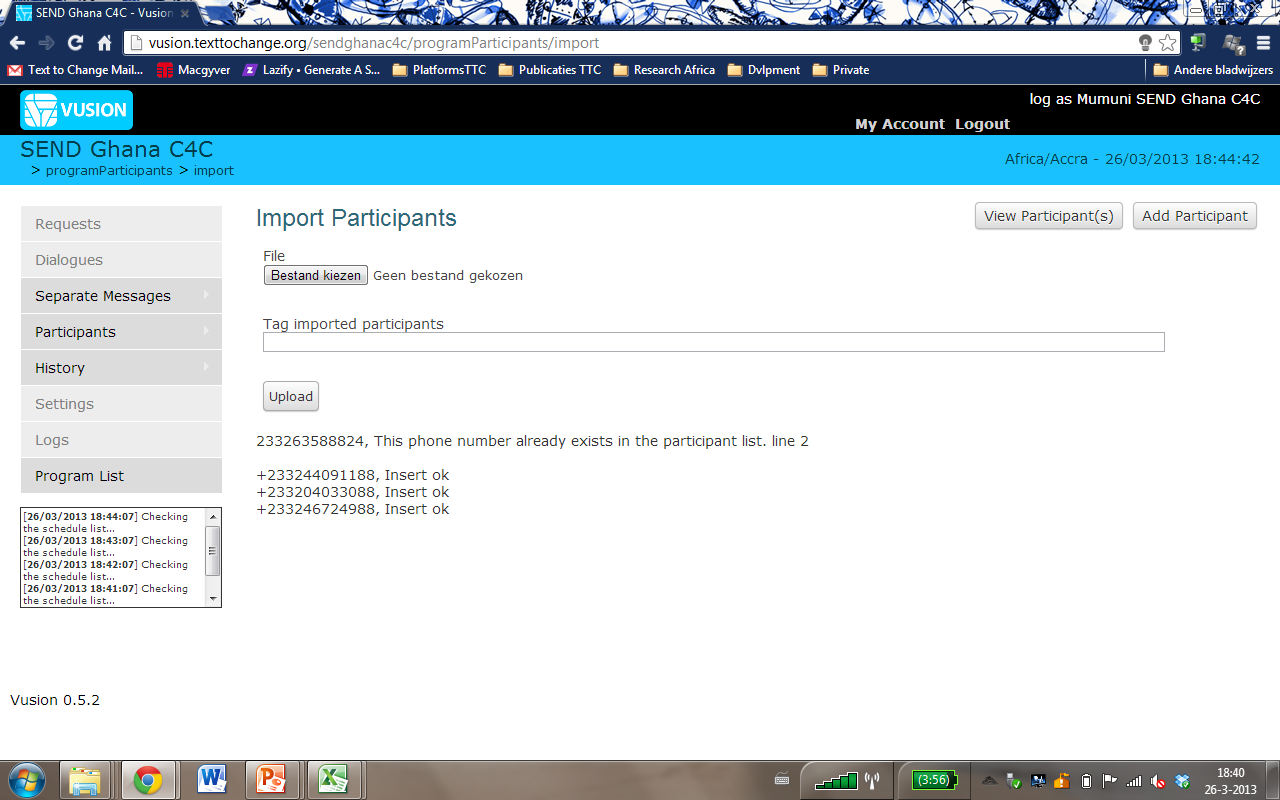 SEND Ghana C4C - Vusion
vusion.texttochange.org/sendghanac4c/programParticipants/import
Text to Change Mail... Macgyver Lazify • Generate A S... PlatformsTTC Publicaties TTC Research Africa Dvlpment Private Andere bladwijzers
VUSION
log as Mumuni SEND Ghana C4C
My Account Logout
SEND Ghana C4C
> programParticipants > import
Africa/Accra - 26/03/2013 18:44:42
Requests
Dialogues
Separate Messages
Participants
History
Settings
Logs
Program List
[26/03/2013 18:44:07] Checking
the schedule list...
[26/03/2013 18:43:07] Checking
the schedule list...
[26/03/2013 18:42:07] Checking
the schedule list...
[26/03/2013 18:41:07] Checking
the schedule list...
Import Participants
View Participant(s) Add Participant
File
Bestand kiezen Geen bestand gekozen
Tag imported participants
Upload
233263588824, This phone number already exists in the participant list. line 2
+233244091188, Insert ok
+233204033088, Insert ok
+233246724988, Insert ok
Vusion 0.5.2
(3:56)
18:40
26-3-2013